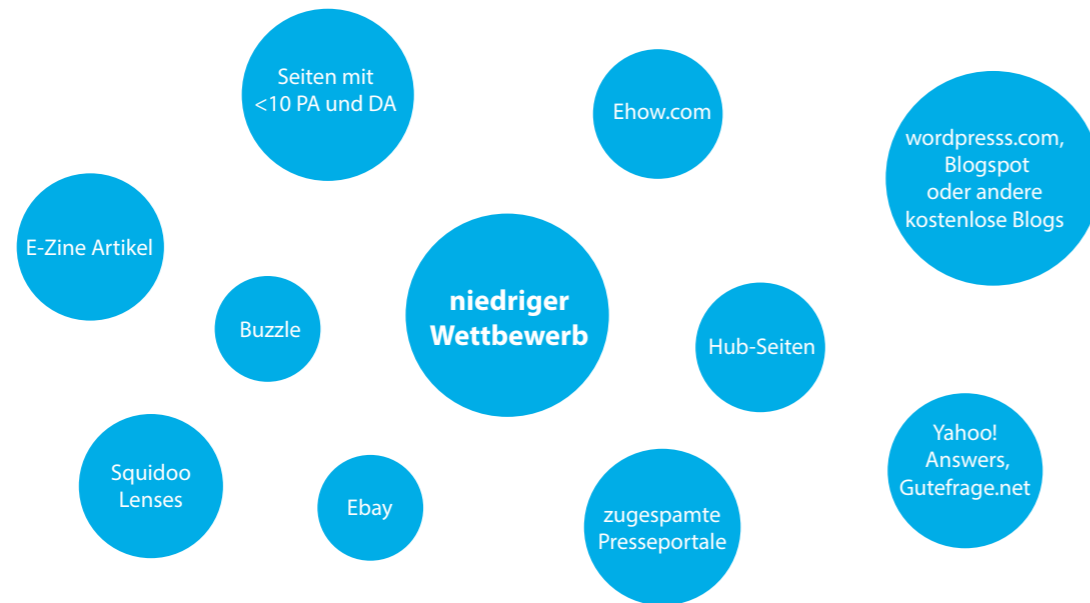 Seiten mit
<10 PA und DA
Ehow.com
wordpresss.com,
Blogspot
oder andere
kostenlose Blogs
E-Zine Artikel
niedriger
Wettbewerb
Buzzle
Hub-Seiten
Yahoo!
Answers,
Gutefrage.net
Squidoo
Lenses
Ebay
zugespamte
Presseportale